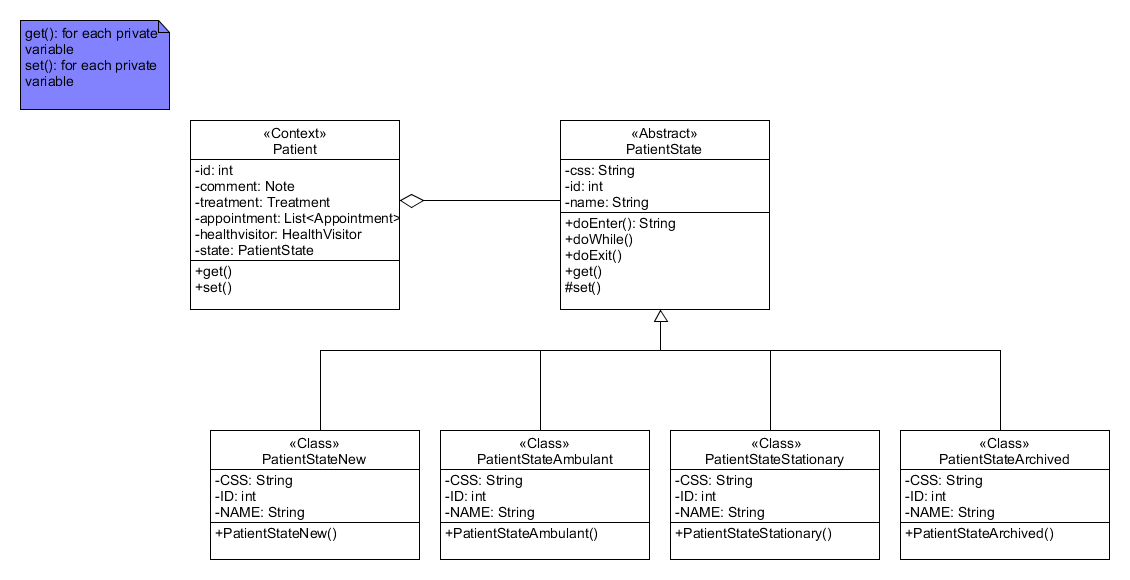 get(): for each private
variable
set(): for each private
variable
«Context»
Patient
-id: int
-comment: Note
-treatment: Treatment
-appointment: List<Appointment>
-healthvisitor: HealthVisitor
-state: PatientState
+get()
+set()
«Abstract»
PatientState
-css: String
-id: int
-name: String
+doEnter(): String
+doWhile()
+doExit()
+get()
#set()
«Class»
PatientStateNew
-CSS: String
-ID: int
-NAME: String
+PatientStateNew()
«Class»
PatientStateAmbulant
-CSS: String
-ID: int
-NAME: String
+PatientStateAmbulant()
«Class»
PatientStateStationary
-CSS: String
-ID: int
-NAME: String
+PatientStateStationary()
«Class»
PatientStateArchived
-CSS: String
-ID: int
-NAME: String
+PatientStateArchived()